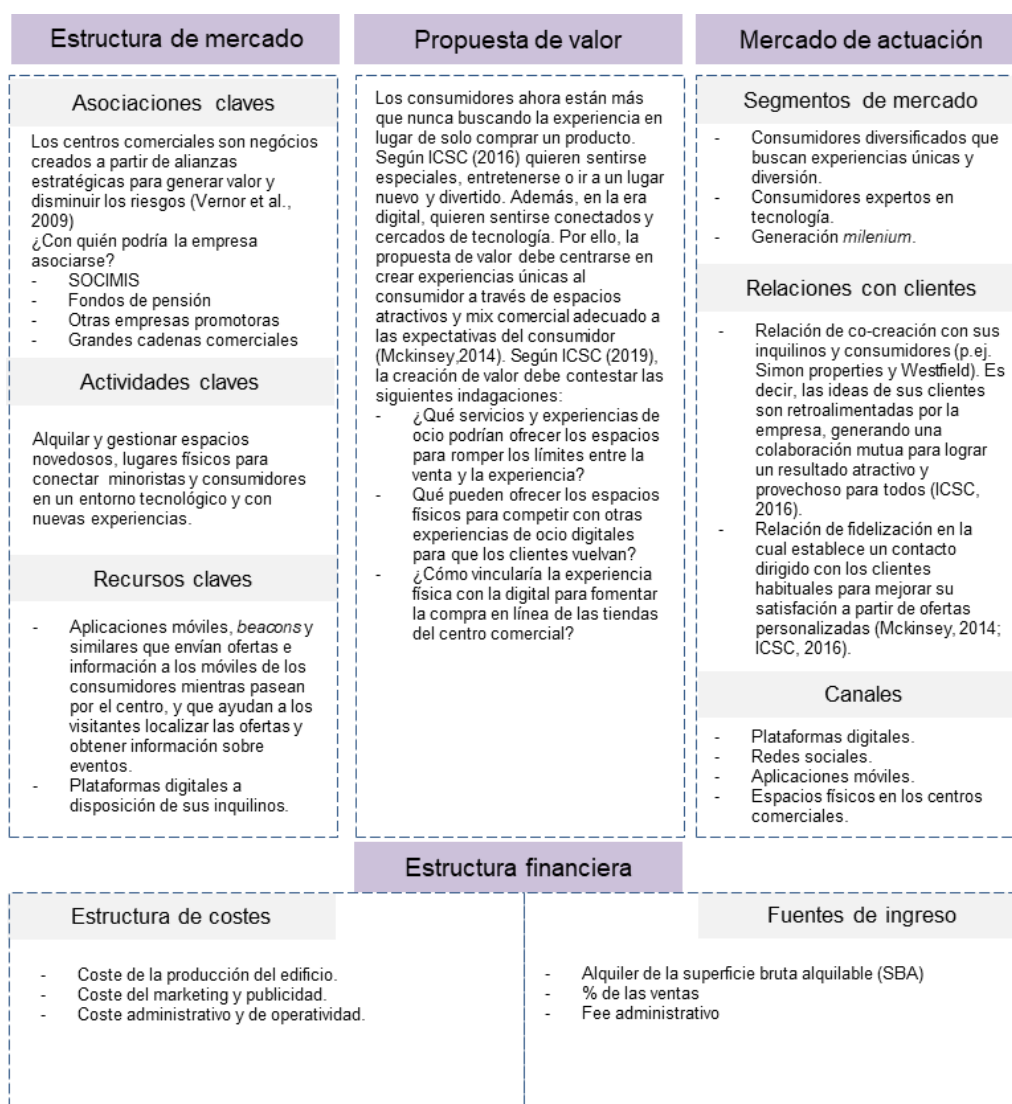 Estructura de mercado
Asociaciones claves
Los centros comerciales son negócios
creados a partir de alianzas
estratégicas para generar valor y
disminuir los riesgos (Vernor et al.,
2009)
¿Con quién podría la empresa
asociarse?
- SOCIMIS
- Fondos de pensión
- Otras empresas promotoras
- Grandes cadenas comerciales
Actividades claves
Alquilar y gestionar espacios
novedosos, lugares físicos para
conectar minoristas y consumidores
en un entorno tecnológico y con
nuevas experiencias.
Recursos claves
- Aplicaciones móviles, beacons y
similares que envían ofertas e
información a los móviles de los
consumidores mientras pasean
por el centro, y que ayudan a los
visitantes localizar las ofertas y
obtener información sobre
eventos.
- Plataformas digitales a
disposición de sus inquilinos.
Propuesta de valor
Los consumidores ahora están más
que nunca buscando la experiencia en
lugar de solo comprar un producto.
Según ICSC (2016) quieren sentirse
especiales, entretenerse o ir a un lugar
nuevo y divertido. Además, en la era
digital, quieren sentirse conectados y
cercados de tecnología. Por ello, la
propuesta de valor debe centrarse en
crear experiencias únicas al
consumidor a través de espacios
atractivos y mix comercial adecuado a
las expectativas del consumidor
(Mckinsey,2014). Según ICSC (2019),
la creación de valor debe contestar las
siguientes indagaciones:
- ¿Qué servicios y experiencias de
ocio podrían ofrecer los espacios
para romper los límites entre la
venta y la experiencia?
- Qué pueden ofrecer los espacios
físicos para competir con otras
experiencias de ocio digitales
para que los clientes vuelvan?
- ¿Cómo vincularía la experiencia
física con la digital para fomentar
la compra en línea de las tiendas
del centro comercial?
Mercado de actuación
Segmentos de mercado
- Consumidores diversificados que
buscan experiencias únicas y
diversión.
- Consumidores expertos en
tecnología.
- Generación milenium.
Relaciones con clientes
- Relación de co-creación con sus
inquilinos y consumidores (p.ej.
Simon properties y Westfield). Es
decir, las ideas de sus clientes
son retroalimentadas por la
empresa, generando una
colaboración mutua para lograr
un resultado atractivo y
provechoso para todos (ICSC,
2016).
- Relación de fidelización en la
cual establece un contacto
dirigido con los clientes
habituales para mejorar su
satisfacción a partir de ofertas
personalizadas (Mckinsey, 2014;
ICSC, 2016).
Canales
- Plataformas digitales.
- Redes sociales.
- Aplicaciones móviles.
- Espacios físicos en los centros
comerciales.
Estructura financiera
Estructura de costes
- Coste de la producción del edificio.
- Coste del marketing y publicidad.
- Coste administrativo y de operatividad.
Fuentes de ingreso
- Alquiler de la superficie bruta alquilable (SBA)
- % de las ventas
- Fee administrativo